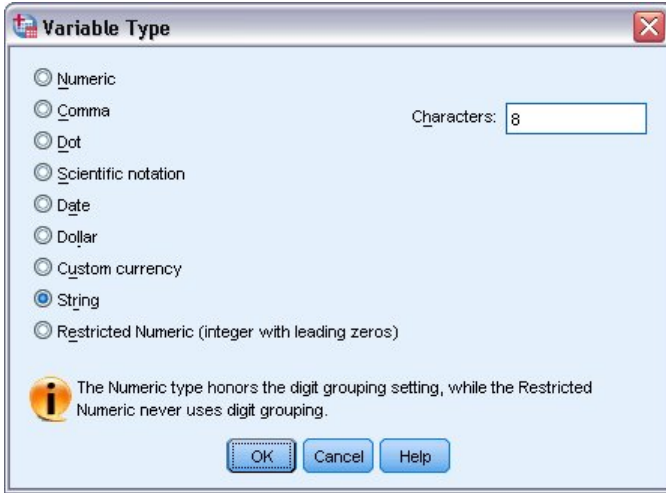 Variable Type
Numeric
Comma
Characters: 8
Dot
Scientific notation
Date
Dollar
Custom currency
String
Restricted Numeric (integer with leading zeros)
The Numeric type honors the digit grouping setting, while the Restricted
Numeric never uses digit grouping.
OK Cancel Help